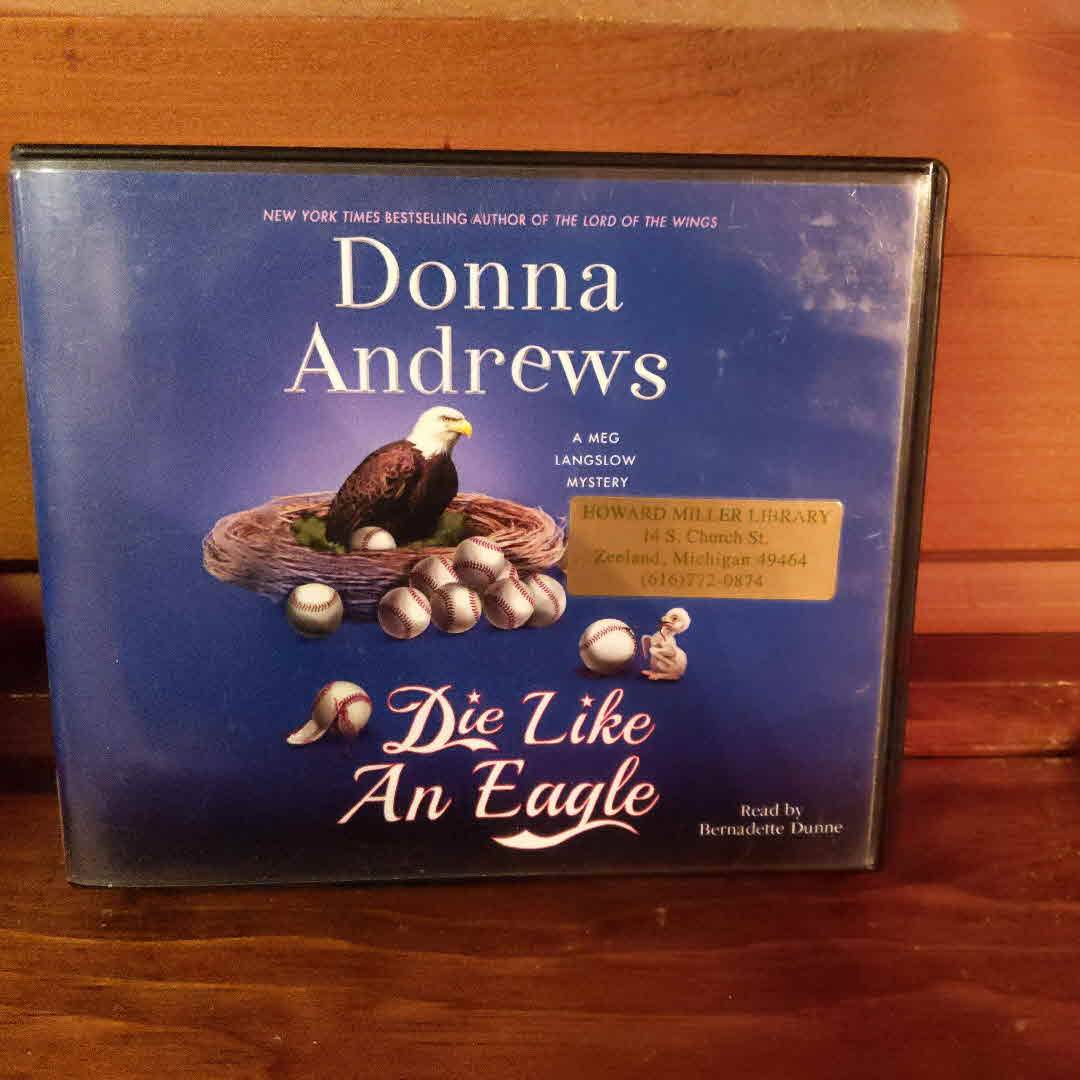 NEW YORK TIMES BESTSELLING AUTHOR OF THE LORD OF THE WINGS
Donna
Andrews
A MEG
LANGSLOW
MYSTERY
HOWARD MILLER LIBRARY
14 S. Church St.
Zeeland, Michigan 49464
(616)772-0874
Die Like
An Eagle
Read by
Bernadette Dunne